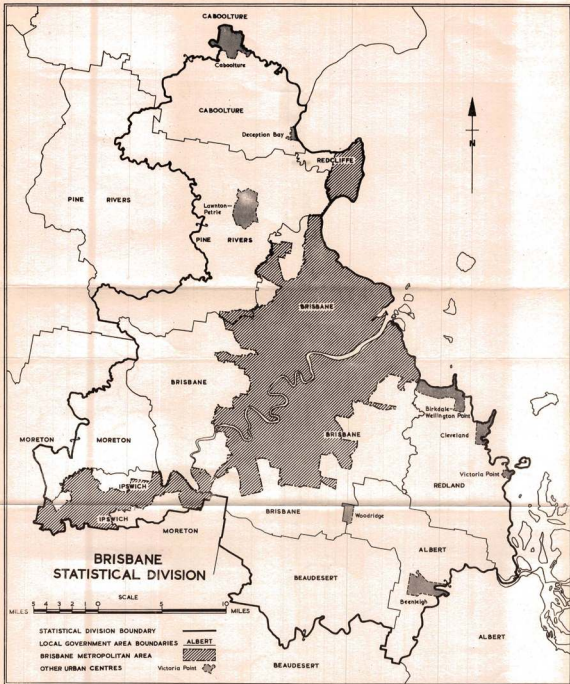 CABOOLTURE
Caboolture
CABOOLTURE
Deception Bay
REDCLIFFE
N
PINE RIVERS
Lawnton—
Petrie
PINE RIVERS
BRISBANE
BRISBANE
Birkdale—
Wellington Point
BRISBANE
Cleveland
MORETON
MORETON
Victoria Point
IPSWICH
REDLAND
IPSWICH
MORETON
BRISBANE
Woodridge
BRISBANE
STATISTICAL DIVISION
ALBERT
BEAUDESERT
Beenleigh
SCALE
MILES 5 4 3 2 1 0 5 10 MILES
ALBERT
STATISTICAL DIVISION BOUNDARY
LOCAL GOVERNMENT AREA BOUNDARIES ALBERT
BRISBANE METROPOLITAN AREA
OTHER URBAN CENTRES Victoria Point
BEAUDESERT